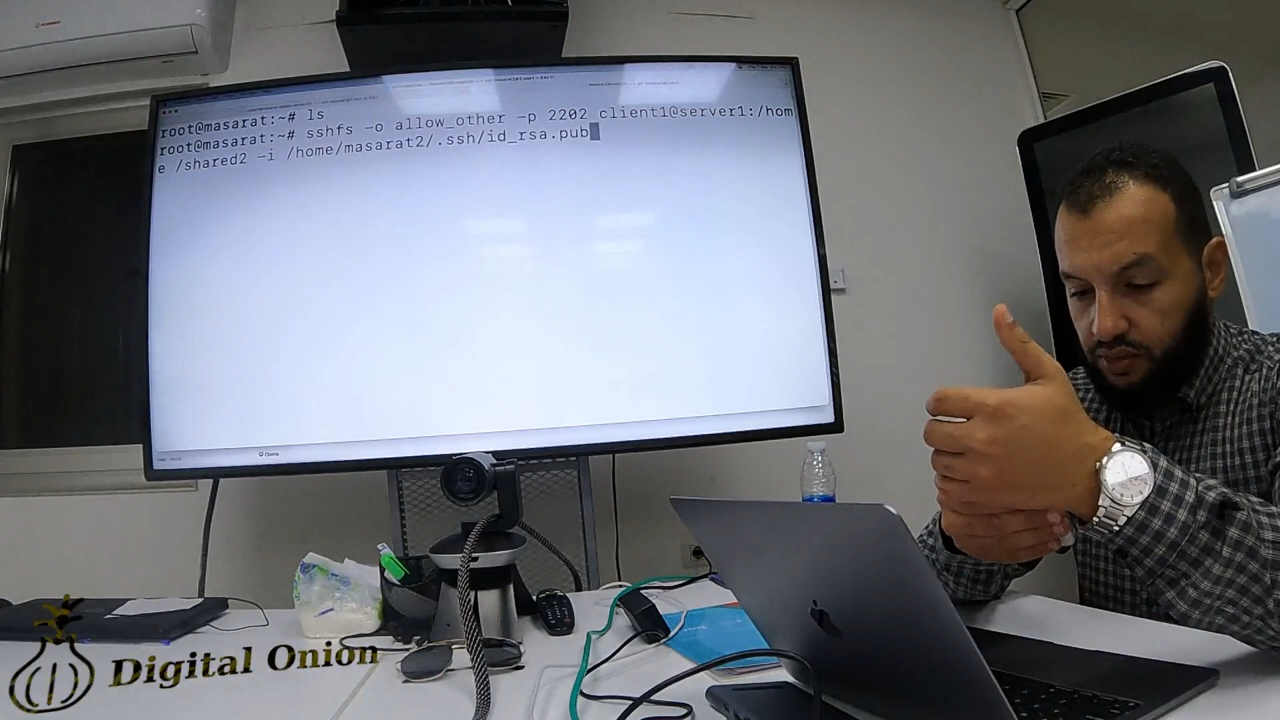 root@masarat:~# ls
root@masarat:~# sshfs -o allow_other -p 2202 client1@server1:/hom
e /shared2 -i /home/masarat2/.ssh/id_rsa.pub
Clients
Digital Onion